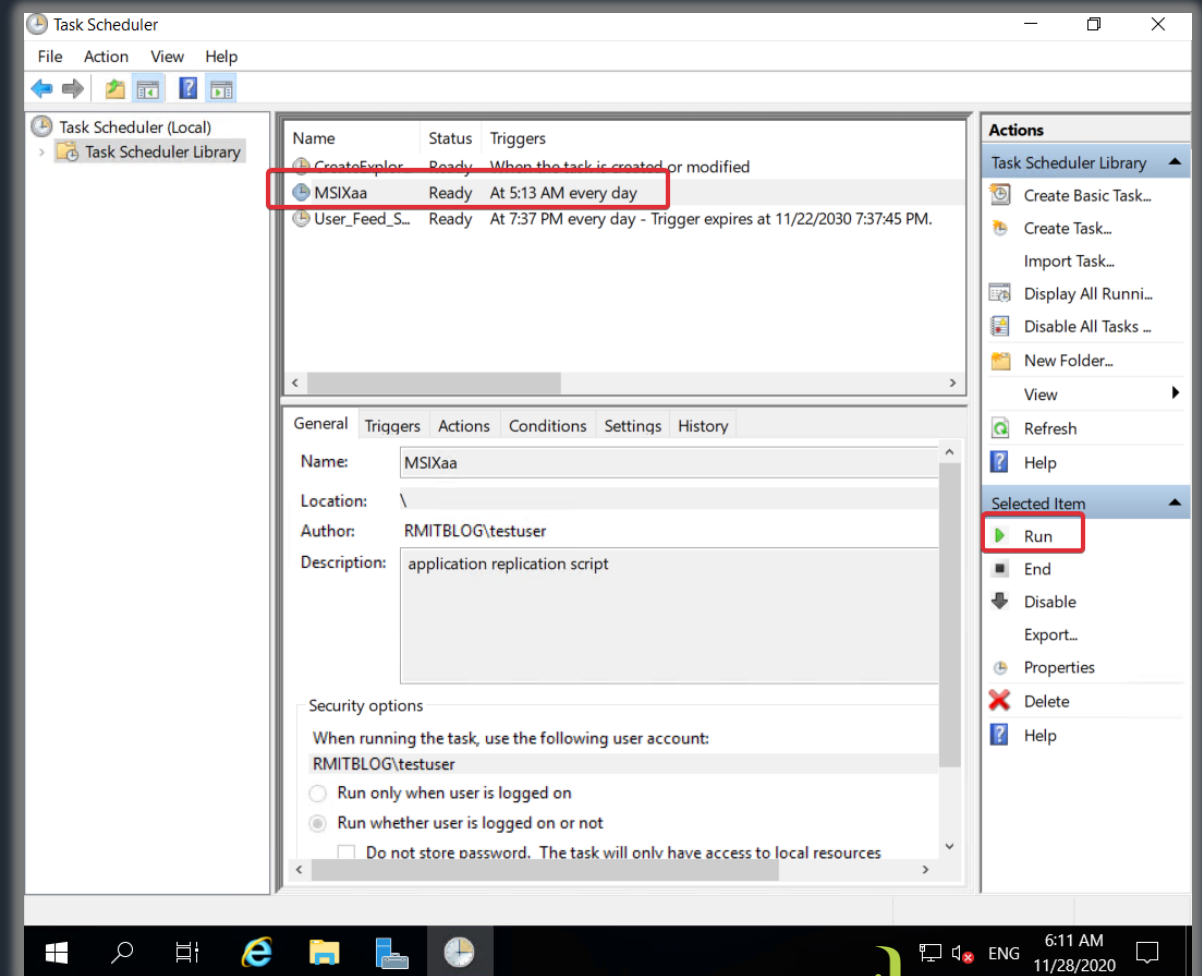 Task Scheduler
File Action View Help
Task Scheduler (Local)
Task Scheduler Library
Name Status Triggers
CreateExplor... Ready When the task is created or modified
MSIXaa Ready At 5:13 AM every day
User_Feed_S... Ready At 7:37 PM every day - Trigger expires at 11/22/2030 7:37:45 PM.
General Triggers Actions Conditions Settings History
Name: MSIXaa
Location: \
Author: RMITBLOG\testuser
Description: application replication script
Security options
When running the task, use the following user account:
RMITBLOG\testuser
Run only when user is logged on
Run whether user is logged on or not
Do not store password. The task will only have access to local resources
Actions
Task Scheduler Library
Create Basic Task...
Create Task...
Import Task...
Display All Runni...
Disable All Tasks ...
New Folder...
View
Refresh
Help
Selected Item
Run
End
Disable
Export...
Properties
Delete
Help
ENG
6:11 AM
11/28/2020